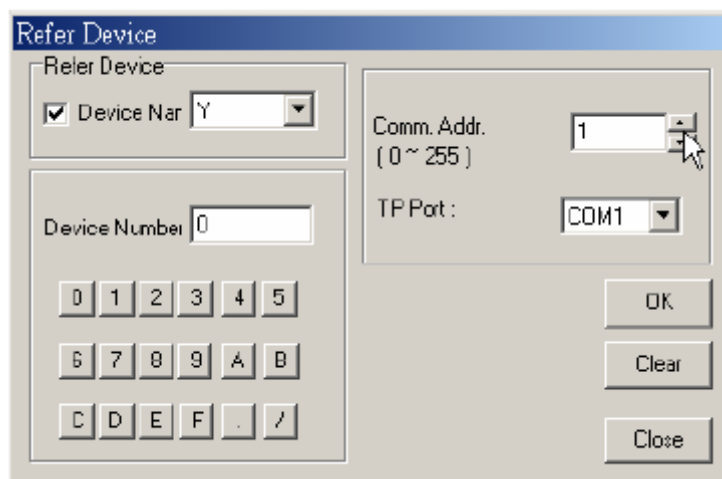 Refer Device
Reler Device
Device Nar Y
Comm. Addr. 1
( 0 ~ 255 )
TP Port : COM1
Device Number 0
0 1 2 3 4 5
6 7 8 9 A B
C D E F . /
OK
Clear
Close